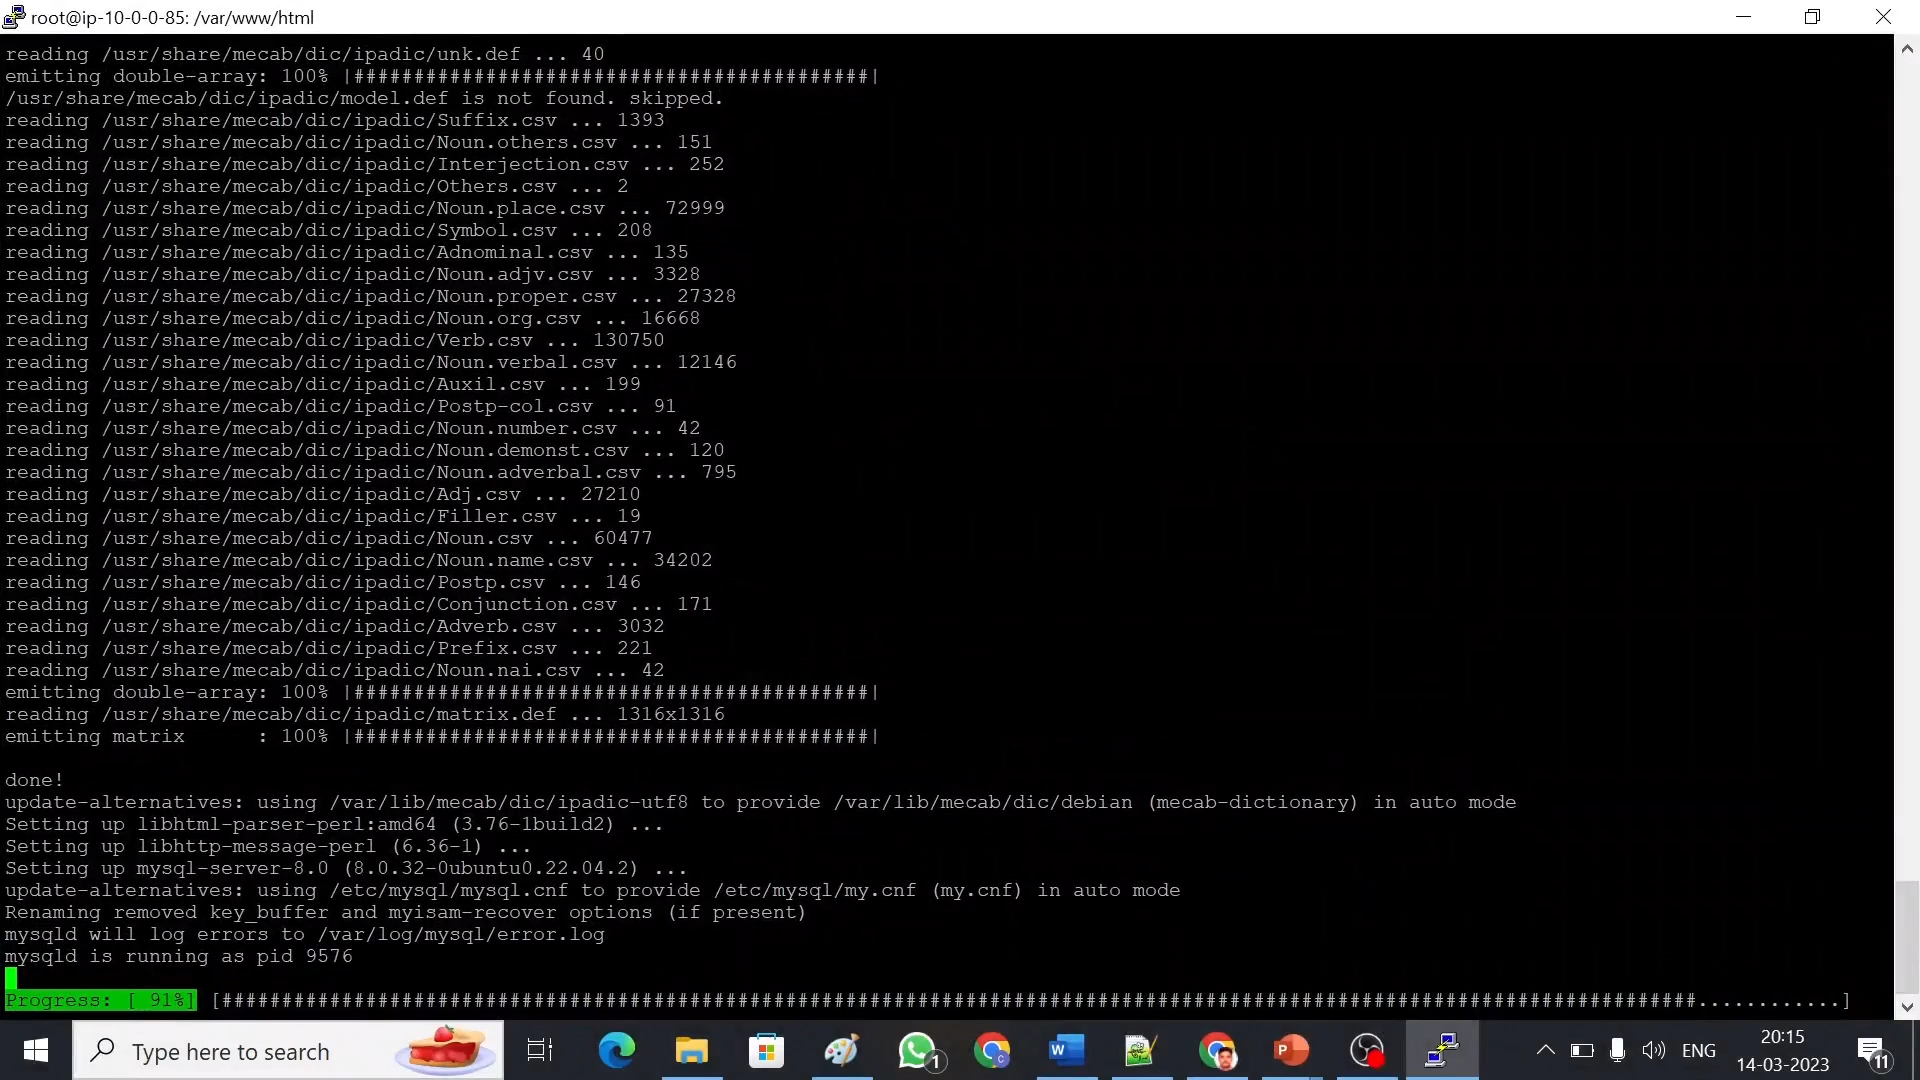 root@ip-10-0-0-85: /var/www/html
reading /usr/share/mecab/dic/ipadic/unk.def ... 40
emitting double-array: 100% |###########################################|
/usr/share/mecab/dic/ipadic/model.def is not found. skipped.
reading /usr/share/mecab/dic/ipadic/Suffix.csv ... 1393
reading /usr/share/mecab/dic/ipadic/Noun.others.csv ... 151
reading /usr/share/mecab/dic/ipadic/Interjection.csv ... 252
reading /usr/share/mecab/dic/ipadic/Others.csv ... 2
reading /usr/share/mecab/dic/ipadic/Noun.place.csv ... 72999
reading /usr/share/mecab/dic/ipadic/Symbol.csv ... 208
reading /usr/share/mecab/dic/ipadic/Adnominal.csv ... 135
reading /usr/share/mecab/dic/ipadic/Noun.adjv.csv ... 3328
reading /usr/share/mecab/dic/ipadic/Noun.proper.csv ... 27328
reading /usr/share/mecab/dic/ipadic/Noun.org.csv ... 16668
reading /usr/share/mecab/dic/ipadic/Verb.csv ... 130750
reading /usr/share/mecab/dic/ipadic/Noun.verbal.csv ... 12146
reading /usr/share/mecab/dic/ipadic/Auxil.csv ... 199
reading /usr/share/mecab/dic/ipadic/Postp-col.csv ... 91
reading /usr/share/mecab/dic/ipadic/Noun.number.csv ... 42
reading /usr/share/mecab/dic/ipadic/Noun.demonst.csv ... 120
reading /usr/share/mecab/dic/ipadic/Noun.adverbal.csv ... 795
reading /usr/share/mecab/dic/ipadic/Adj.csv ... 27210
reading /usr/share/mecab/dic/ipadic/Filler.csv ... 19
reading /usr/share/mecab/dic/ipadic/Noun.csv ... 60477
reading /usr/share/mecab/dic/ipadic/Noun.name.csv ... 34202
reading /usr/share/mecab/dic/ipadic/Postp.csv ... 146
reading /usr/share/mecab/dic/ipadic/Conjunction.csv ... 171
reading /usr/share/mecab/dic/ipadic/Adverb.csv ... 3032
reading /usr/share/mecab/dic/ipadic/Prefix.csv ... 221
reading /usr/share/mecab/dic/ipadic/Noun.nai.csv ... 42
emitting double-array: 100% |###########################################|
reading /usr/share/mecab/dic/ipadic/matrix.def ... 1316x1316
emitting matrix      : 100% |###########################################|
done!
update-alternatives: using /var/lib/mecab/dic/ipadic-utf8 to provide /var/lib/mecab/dic/debian (mecab-dictionary) in auto mode
Setting up libhtml-parser-perl:amd64 (3.76-1build2) ...
Setting up libhttp-message-perl (6.36-1) ...
Setting up mysql-server-8.0 (8.0.32-0ubuntu0.22.04.2) ...
update-alternatives: using /etc/mysql/mysql.cnf to provide /etc/mysql/my.cnf (my.cnf) in auto mode
Renaming removed key_buffer and myisam-recover options (if present)
mysqld will log errors to /var/log/mysql/error.log
mysqld is running as pid 9576
Progress: [ 91%] [###########################################################################################################################............]
Type here to search
1
W
P
ENG
20:15
14-03-2023
11